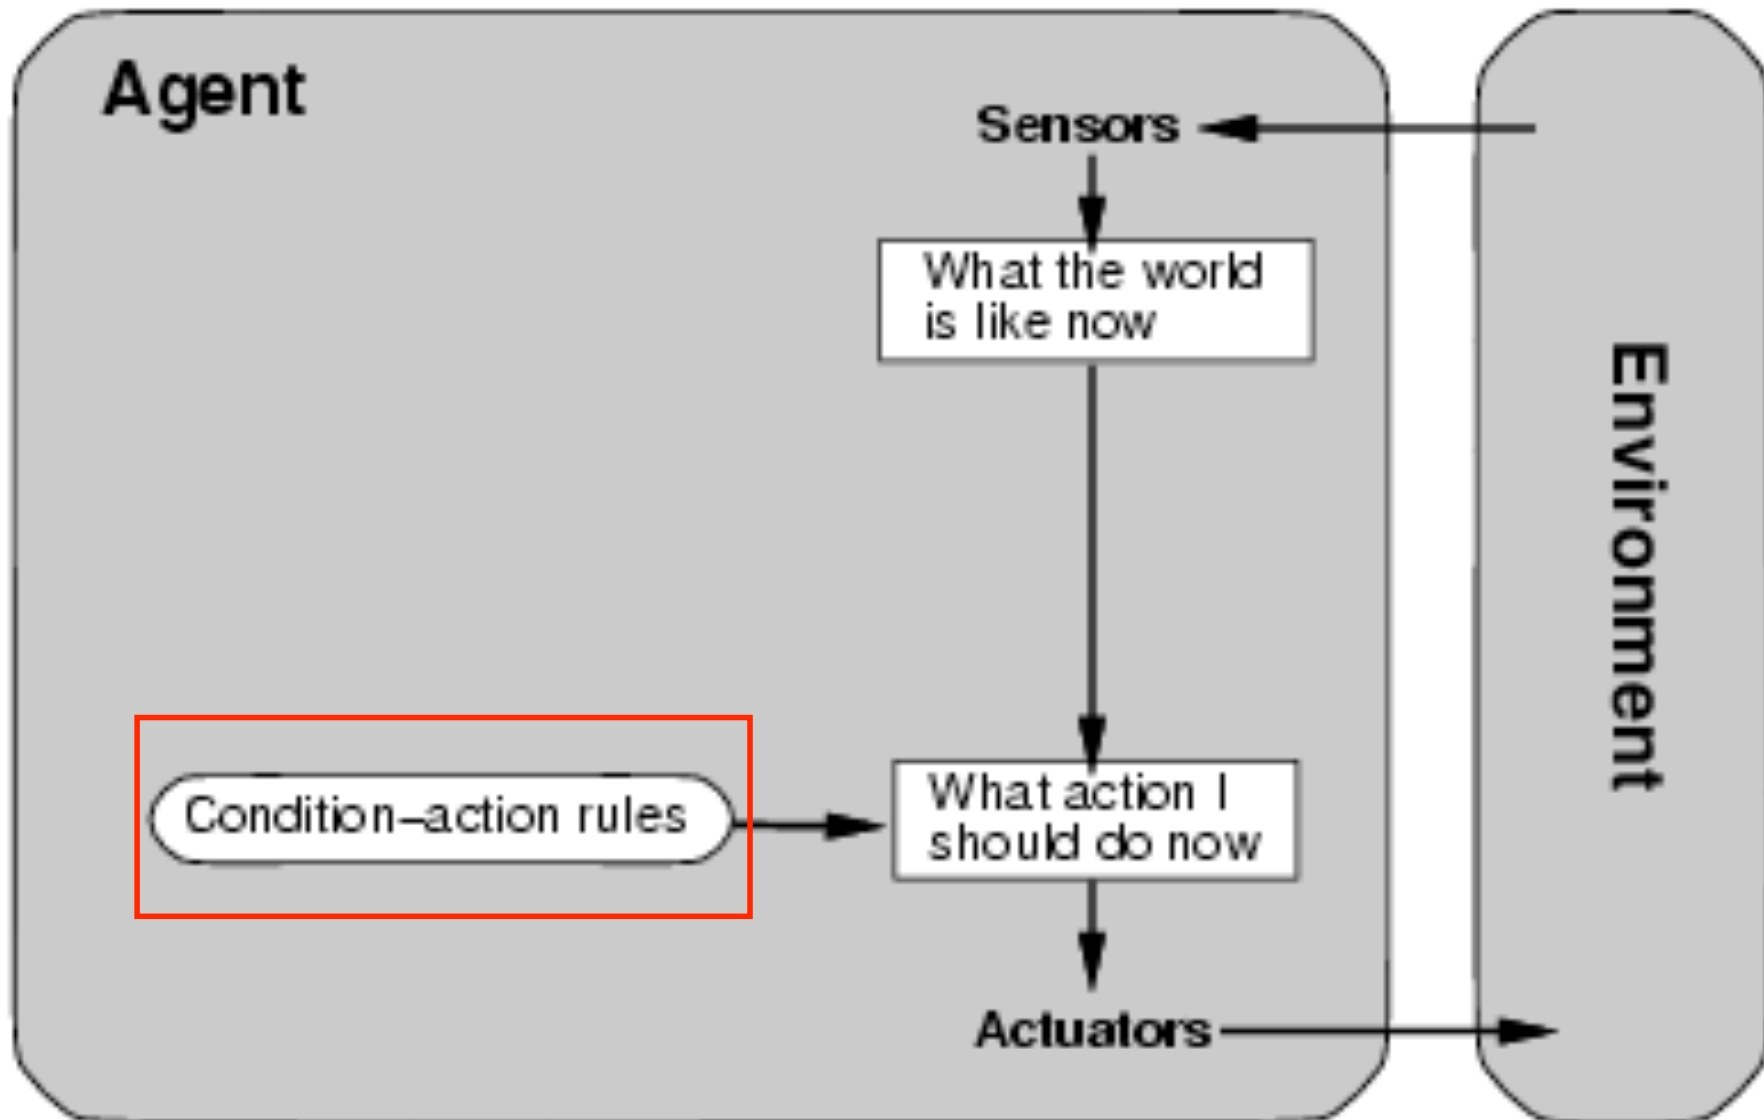 Agent
Sensors
What the world
is like now
Environment
Condition–action rules
What action I
should do now
Actuators